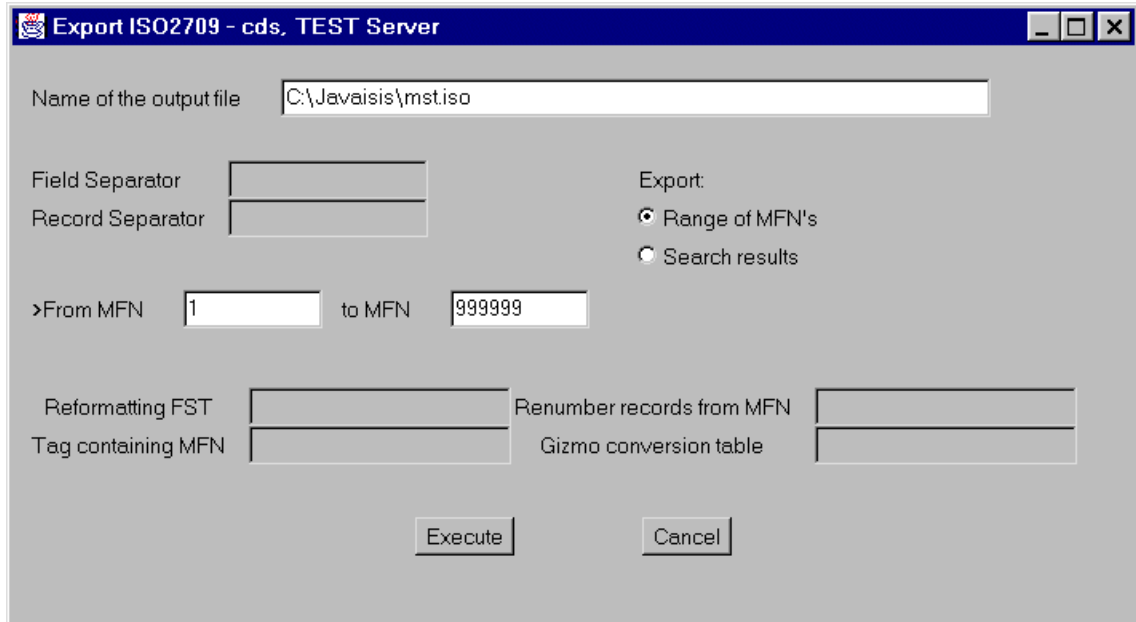 Export ISO2709 - cds, TEST Server
Name of the output file C:\Javaisis\mst.iso
Field Separator Export:
Record Separator Range of MFN's
Search results
>From MFN 1 to MFN 999999
Reformatting FST Renumber records from MFN
Tag containing MFN Gizmo conversion table
Execute Cancel